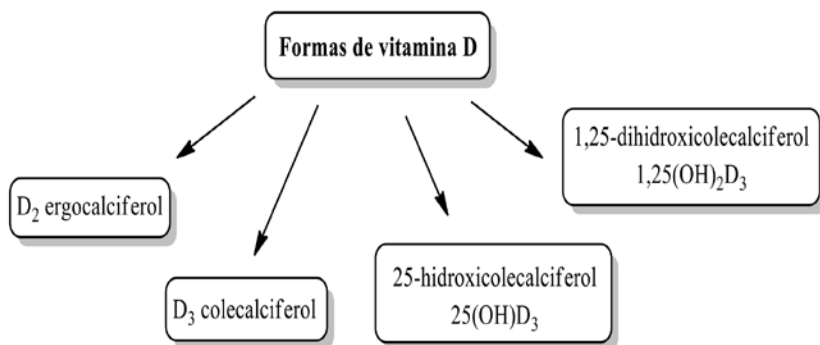 Formas de vitamina D
D₂ ergocalciferol
D₃ colecalciferol
25-hidroxicolecalciferol
25(OH)D₃
1,25-dihidroxicolecalciferol
1,25(OH)₂D₃